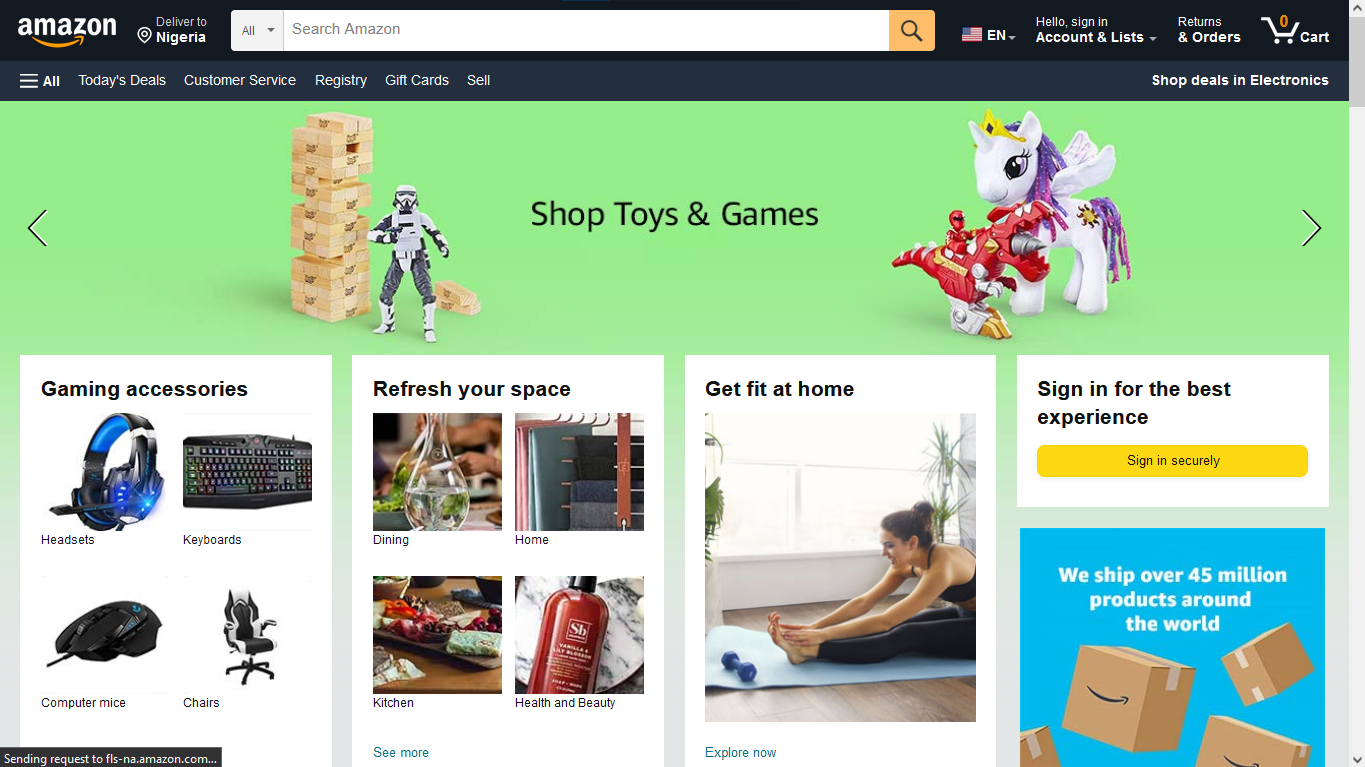 amazon
Deliver to
Nigeria
All
Search Amazon
EN
Hello, sign in
Account & Lists
Returns
& Orders
0
Cart
All
Today's Deals
Customer Service
Registry
Gift Cards
Sell
Shop deals in Electronics
Shop Toys & Games
Gaming accessories
Headsets
Keyboards
Computer mice
Chairs
Refresh your space
Dining
Home
Sb
VANILLA &
LILY BLOSSOM
Kitchen
Health and Beauty
See more
Get fit at home
Explore now
Sign in for the best
experience
Sign in securely
We ship over 45 million
products around
the world
Sending request to fls-na.amazon.com...